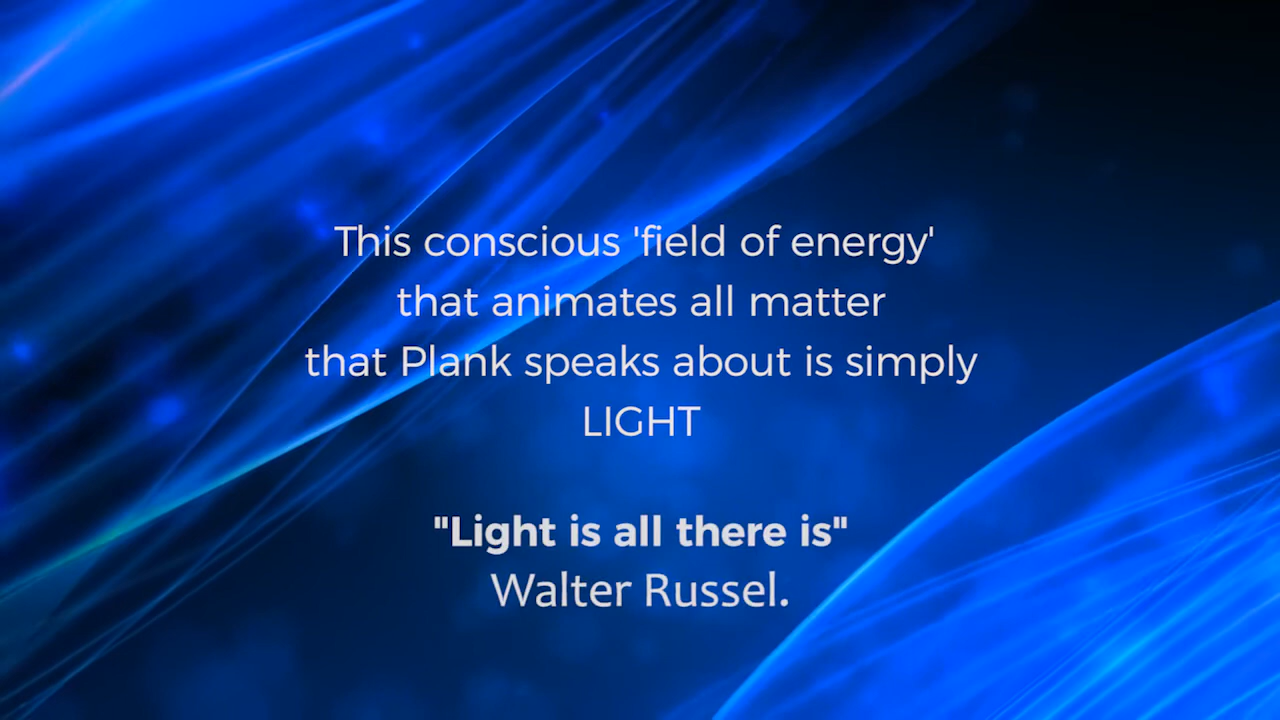 This conscious 'field of energy'
that animates all matter
that Plank speaks about is simply
LIGHT
"Light is all there is"
Walter Russel.